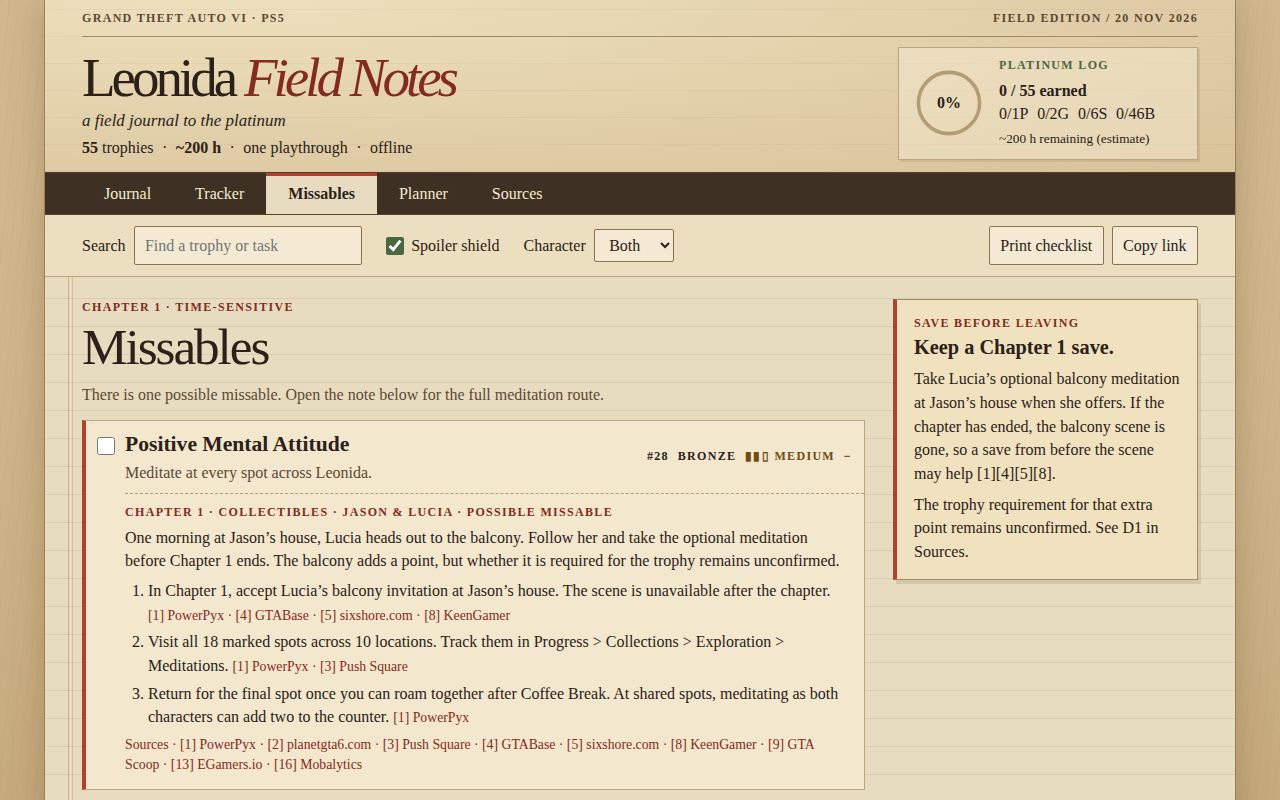 GRAND THEFT AUTO VI · PS5
FIELD EDITION / 20 NOV 2026
Leonida Field Notes
a field journal to the platinum
55 trophies · ~200 h · one playthrough · offline
0%
PLATINUM LOG
0 / 55 earned
0/1P 0/2G 0/6S 0/46B
~200 h remaining (estimate)
Journal
Tracker
Missables
Planner
Sources
Search
Find a trophy or task
Spoiler shield
Character
Both
Print checklist
Copy link
CHAPTER 1 · TIME-SENSITIVE
Missables
There is one possible missable. Open the note below for the full meditation route.
Positive Mental Attitude
Meditate at every spot across Leonida.
#28 BRONZE ▮▮▯ MEDIUM −
CHAPTER 1 · COLLECTIBLES · JASON & LUCIA · POSSIBLE MISSABLE
One morning at Jason’s house, Lucia heads out to the balcony. Follow her and take the optional meditation
before Chapter 1 ends. The balcony adds a point, but whether it is required for the trophy remains unconfirmed.
1. In Chapter 1, accept Lucia’s balcony invitation at Jason’s house. The scene is unavailable after the chapter.
[1] PowerPyx · [4] GTABase · [5] sixshore.com · [8] KeenGamer
2. Visit all 18 marked spots across 10 locations. Track them in Progress > Collections > Exploration >
Meditations. [1] PowerPyx · [3] Push Square
3. Return for the final spot once you can roam together after Coffee Break. At shared spots, meditating as both
characters can add two to the counter. [1] PowerPyx
Sources · [1] PowerPyx · [2] planetgta6.com · [3] Push Square · [4] GTABase · [5] sixshore.com · [8] KeenGamer · [9] GTA
Scoop · [13] EGamers.io · [16] Mobalytics
SAVE BEFORE LEAVING
Keep a Chapter 1 save.
Take Lucia’s optional balcony meditation
at Jason’s house when she offers. If the
chapter has ended, the balcony scene is
gone, so a save from before the scene
may help [1][4][5][8].
The trophy requirement for that extra
point remains unconfirmed. See D1 in
Sources.